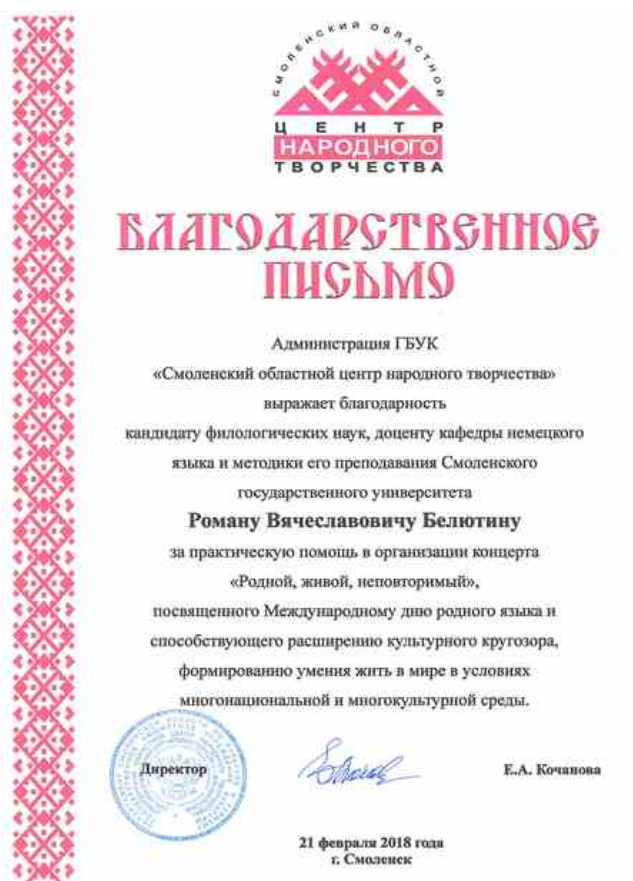 СМОЛЕНСКИЙ ОБЛАСТНОЙ
ЦЕНТР
НАРОДНОГО
ТВОРЧЕСТВА
БЛАГОДАРСТВЕННОЕ
ПИСЬМО
Администрация ГБУК
«Смоленский областной центр народного творчества»
выражает благодарность
кандидату филологических наук, доценту кафедры немецкого
языка и методики его преподавания Смоленского
государственного университета
Роману Вячеславовичу Белютину
за практическую помощь в организации концерта
«Родной, живой, неповторимый»,
посвященного Международному дню родного языка и
способствующего расширению культурного кругозора,
формированию умения жить в мире в условиях
многонациональной и многокультурной среды.
Директор
Е.А. Кочанова
21 февраля 2018 года
г. Смоленск